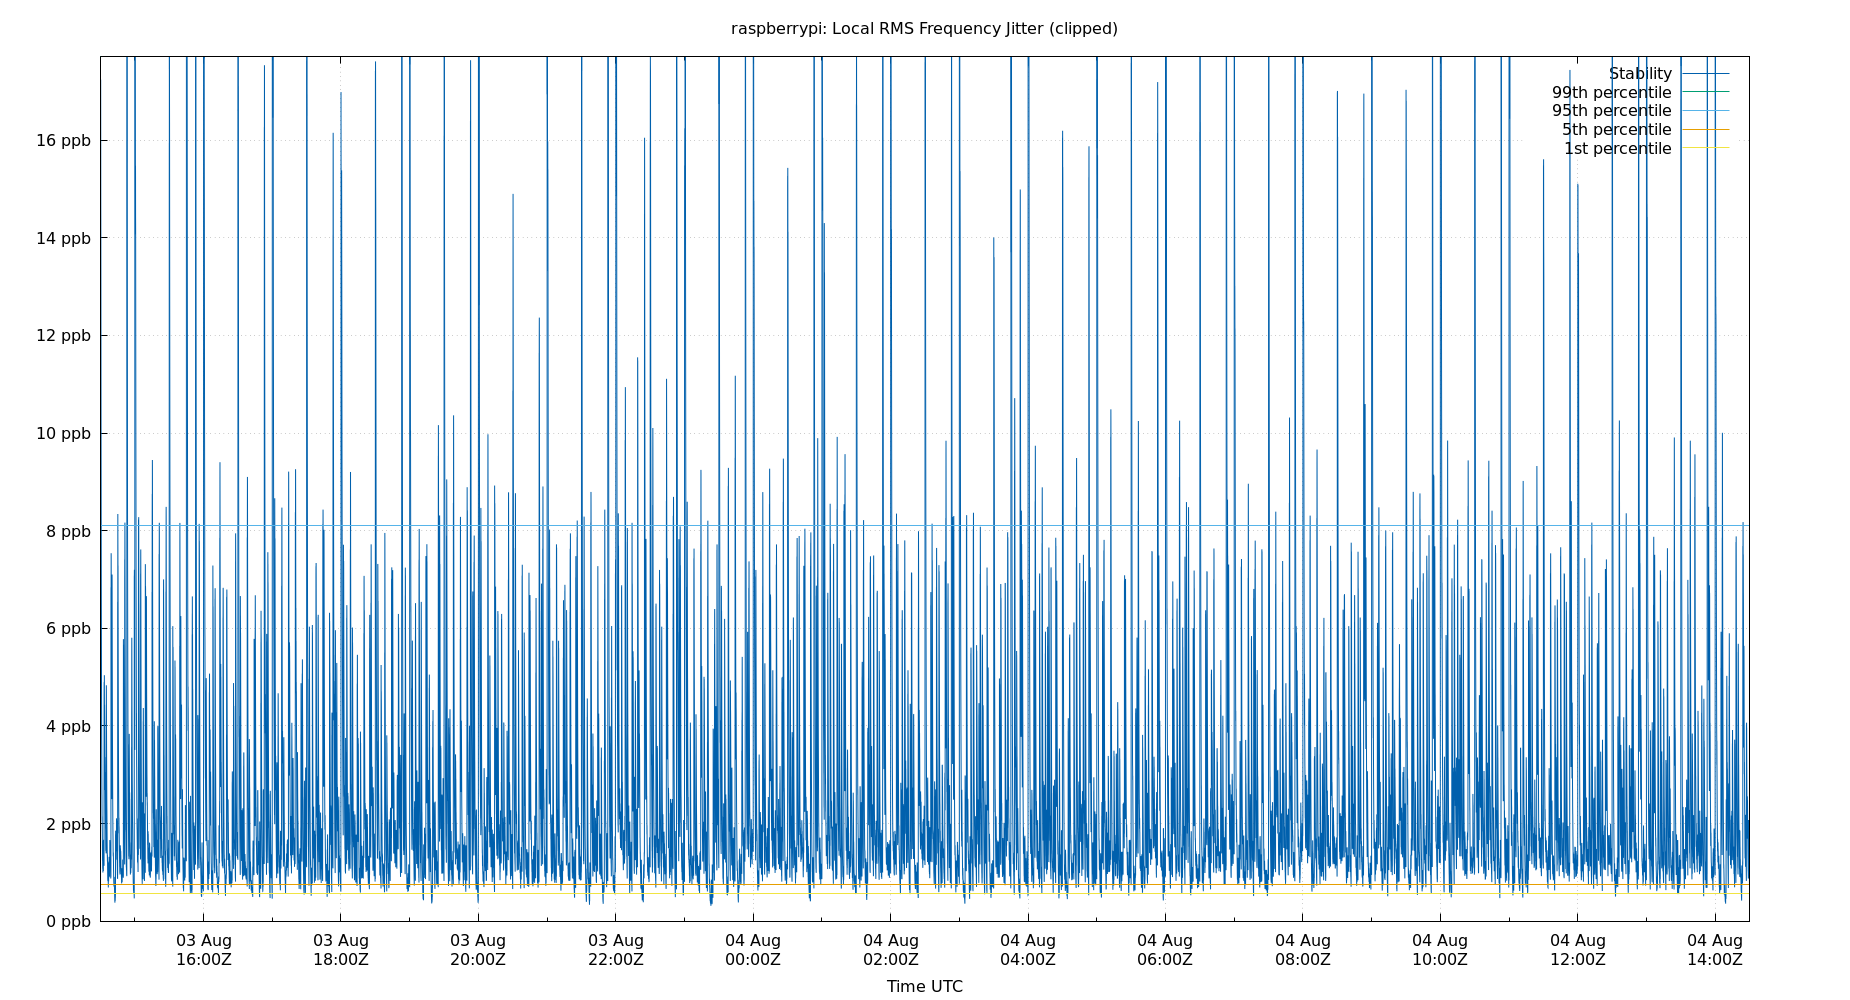 raspberrypi: Local RMS Frequency Jitter (clipped)
Stability
99th percentile
95th percentile
5th percentile
1st percentile
16 ppb
14 ppb
12 ppb
10 ppb
8 ppb
6 ppb
4 ppb
2 ppb
0 ppb
03 Aug 03 Aug 03 Aug 03 Aug 04 Aug 04 Aug 04 Aug 04 Aug 04 Aug 04 Aug 04 Aug 04 Aug
16:00Z 18:00Z 20:00Z 22:00Z 00:00Z 02:00Z 04:00Z 06:00Z 08:00Z 10:00Z 12:00Z 14:00Z
Time UTC